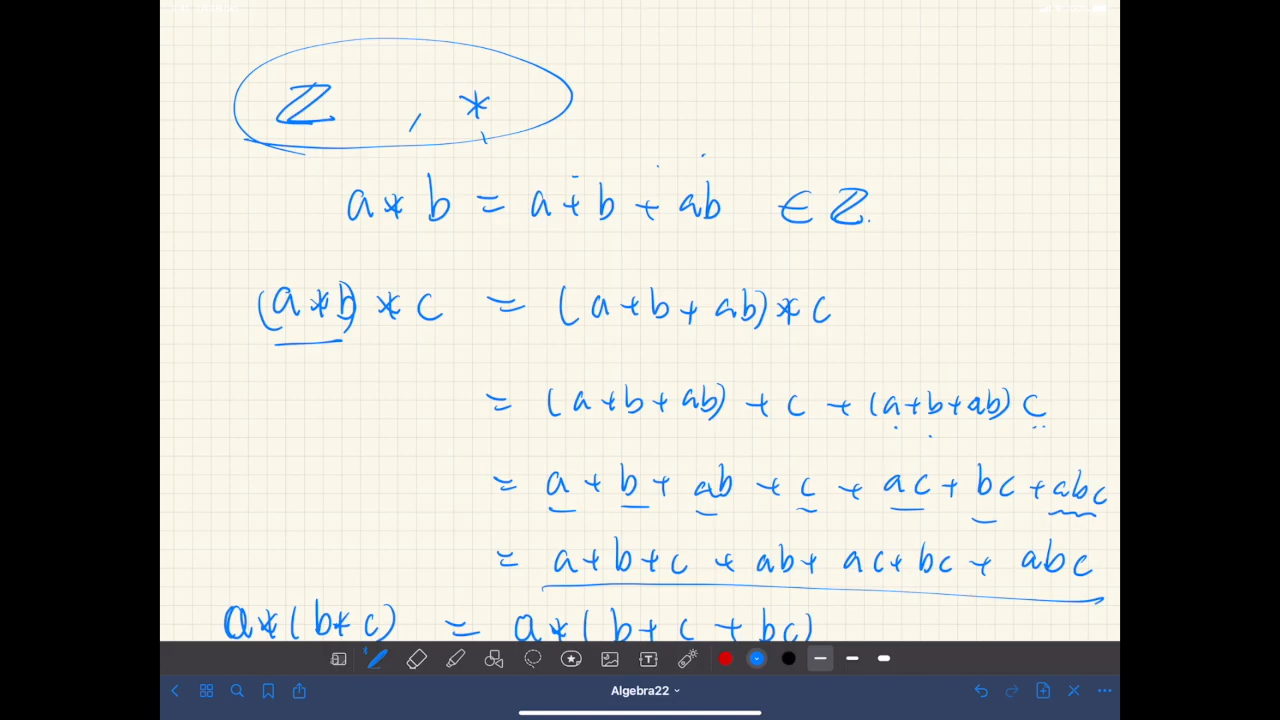 ℤ , *
a * b = a + b + ab ∈ ℤ.
(a * b) * c = (a + b + ab) * c
= (a + b + ab) + c + (a + b + ab) c
= a + b + ab + c + ac + bc + abc
= a + b + c + ab + ac + bc + abc
a * (b * c) = a * (b + c + bc)
Algebra22